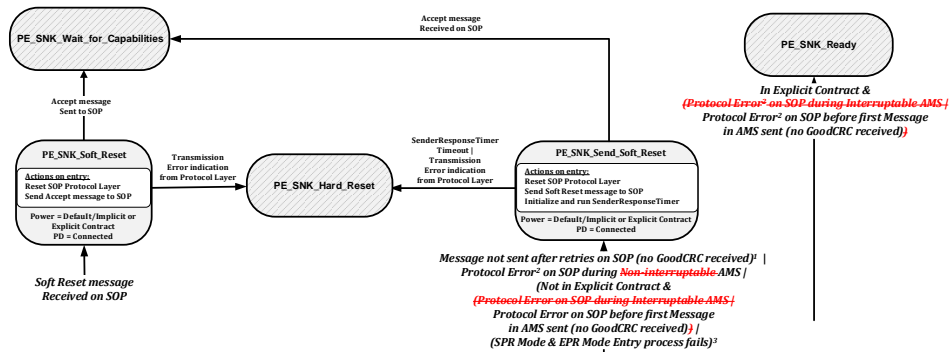 Accept message
Received on SOP
PE_SNK_Wait_for_Capabilities
PE_SNK_Ready
In Explicit Contract &
(Protocol Error² on SOP during Interruptable AMS |
Protocol Error² on SOP before first Message
in AMS sent (no GoodCRC received))
Accept message
Sent to SOP
PE_SNK_Soft_Reset
Actions on entry:
Reset SOP Protocol Layer
Send Accept message to SOP
Power = Default/Implicit or
Explicit Contract
PD = Connected
Transmission
Error indication
from Protocol Layer
PE_SNK_Hard_Reset
SenderResponseTimer
Timeout |
Transmission
Error indication
from Protocol Layer
PE_SNK_Send_Soft_Reset
Actions on entry:
Reset SOP Protocol Layer
Send Soft Reset message to SOP
Initialize and run SenderResponseTimer
Power = Default/Implicit or Explicit Contract
PD = Connected
Soft Reset message
Received on SOP
Message not sent after retries on SOP (no GoodCRC received)¹ |
Protocol Error² on SOP during Non-interruptable AMS |
(Not in Explicit Contract &
(Protocol Error on SOP during Interruptable AMS |
Protocol Error on SOP before first Message
in AMS sent (no GoodCRC received)) |
(SPR Mode & EPR Mode Entry process fails)³